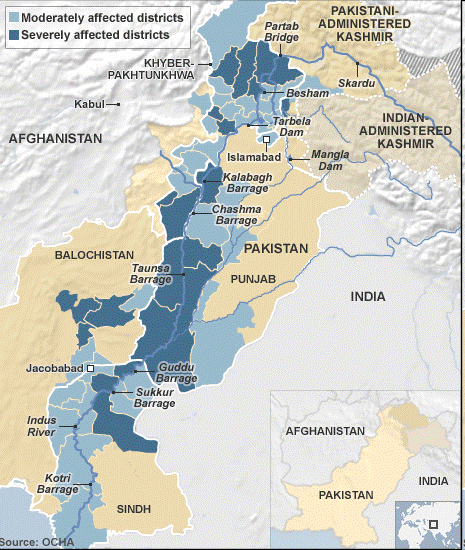 Moderately affected districts
Severely affected districts
Partab
Bridge
PAKISTANI-
ADMINISTERED
KASHMIR
KHYBER-
PAKHTUNKHWA
Skardu
Kabul
Besham
AFGHANISTAN
Tarbela
Dam
INDIAN-
ADMINISTERED
KASHMIR
Islamabad
Mangla
Dam
Kalabagh
Barrage
Chashma
Barrage
BALOCHISTAN
PAKISTAN
Taunsa
Barrage
PUNJAB
INDIA
Jacobabad
Guddu
Barrage
Sukkur
Barrage
Indus
River
AFGHANISTAN
INDIA
Kotri
Barrage
PAKISTAN
SINDH
Source: OCHA